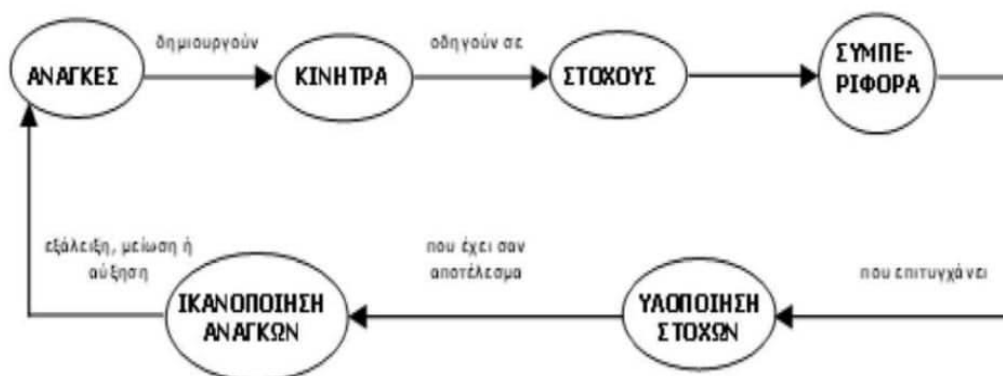 ΑΝΑΓΚΕΣ
δημιουργούν
ΚΙΝΗΤΡΑ
οδηγούν σε
ΣΤΟΧΟΥΣ
ΣΥΜΠΕ-
ΡΙΦΟΡΑ
που επιτυγχάνει
ΥΛΟΠΟΙΗΣΗ
ΣΤΟΧΩΝ
που έχει σαν
αποτέλεσμα
ΙΚΑΝΟΠΟΙΗΣΗ
ΑΝΑΓΚΩΝ
εξάλειξη, μείωση ή
αύξηση